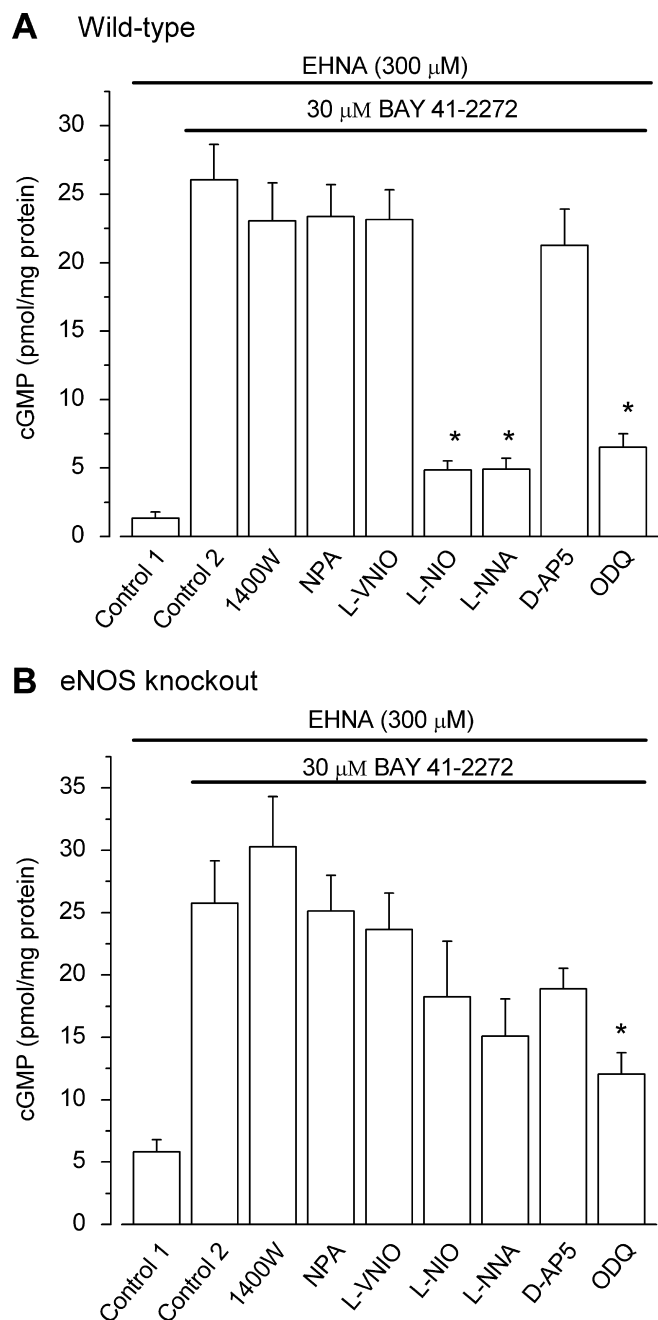 A Wild-type
EHNA (300 μM)
30 μM BAY 41-2272
cGMP (pmol/mg protein)
30
25
20
15
10
5
0
* * *
Control 1 Control 2 1400W NPA L-VNIO L-NIO L-NNA D-AP5 ODQ
B eNOS knockout
EHNA (300 μM)
30 μM BAY 41-2272
cGMP (pmol/mg protein)
35
30
25
20
15
10
5
0
*
Control 1 Control 2 1400W NPA L-VNIO L-NIO L-NNA D-AP5 ODQ